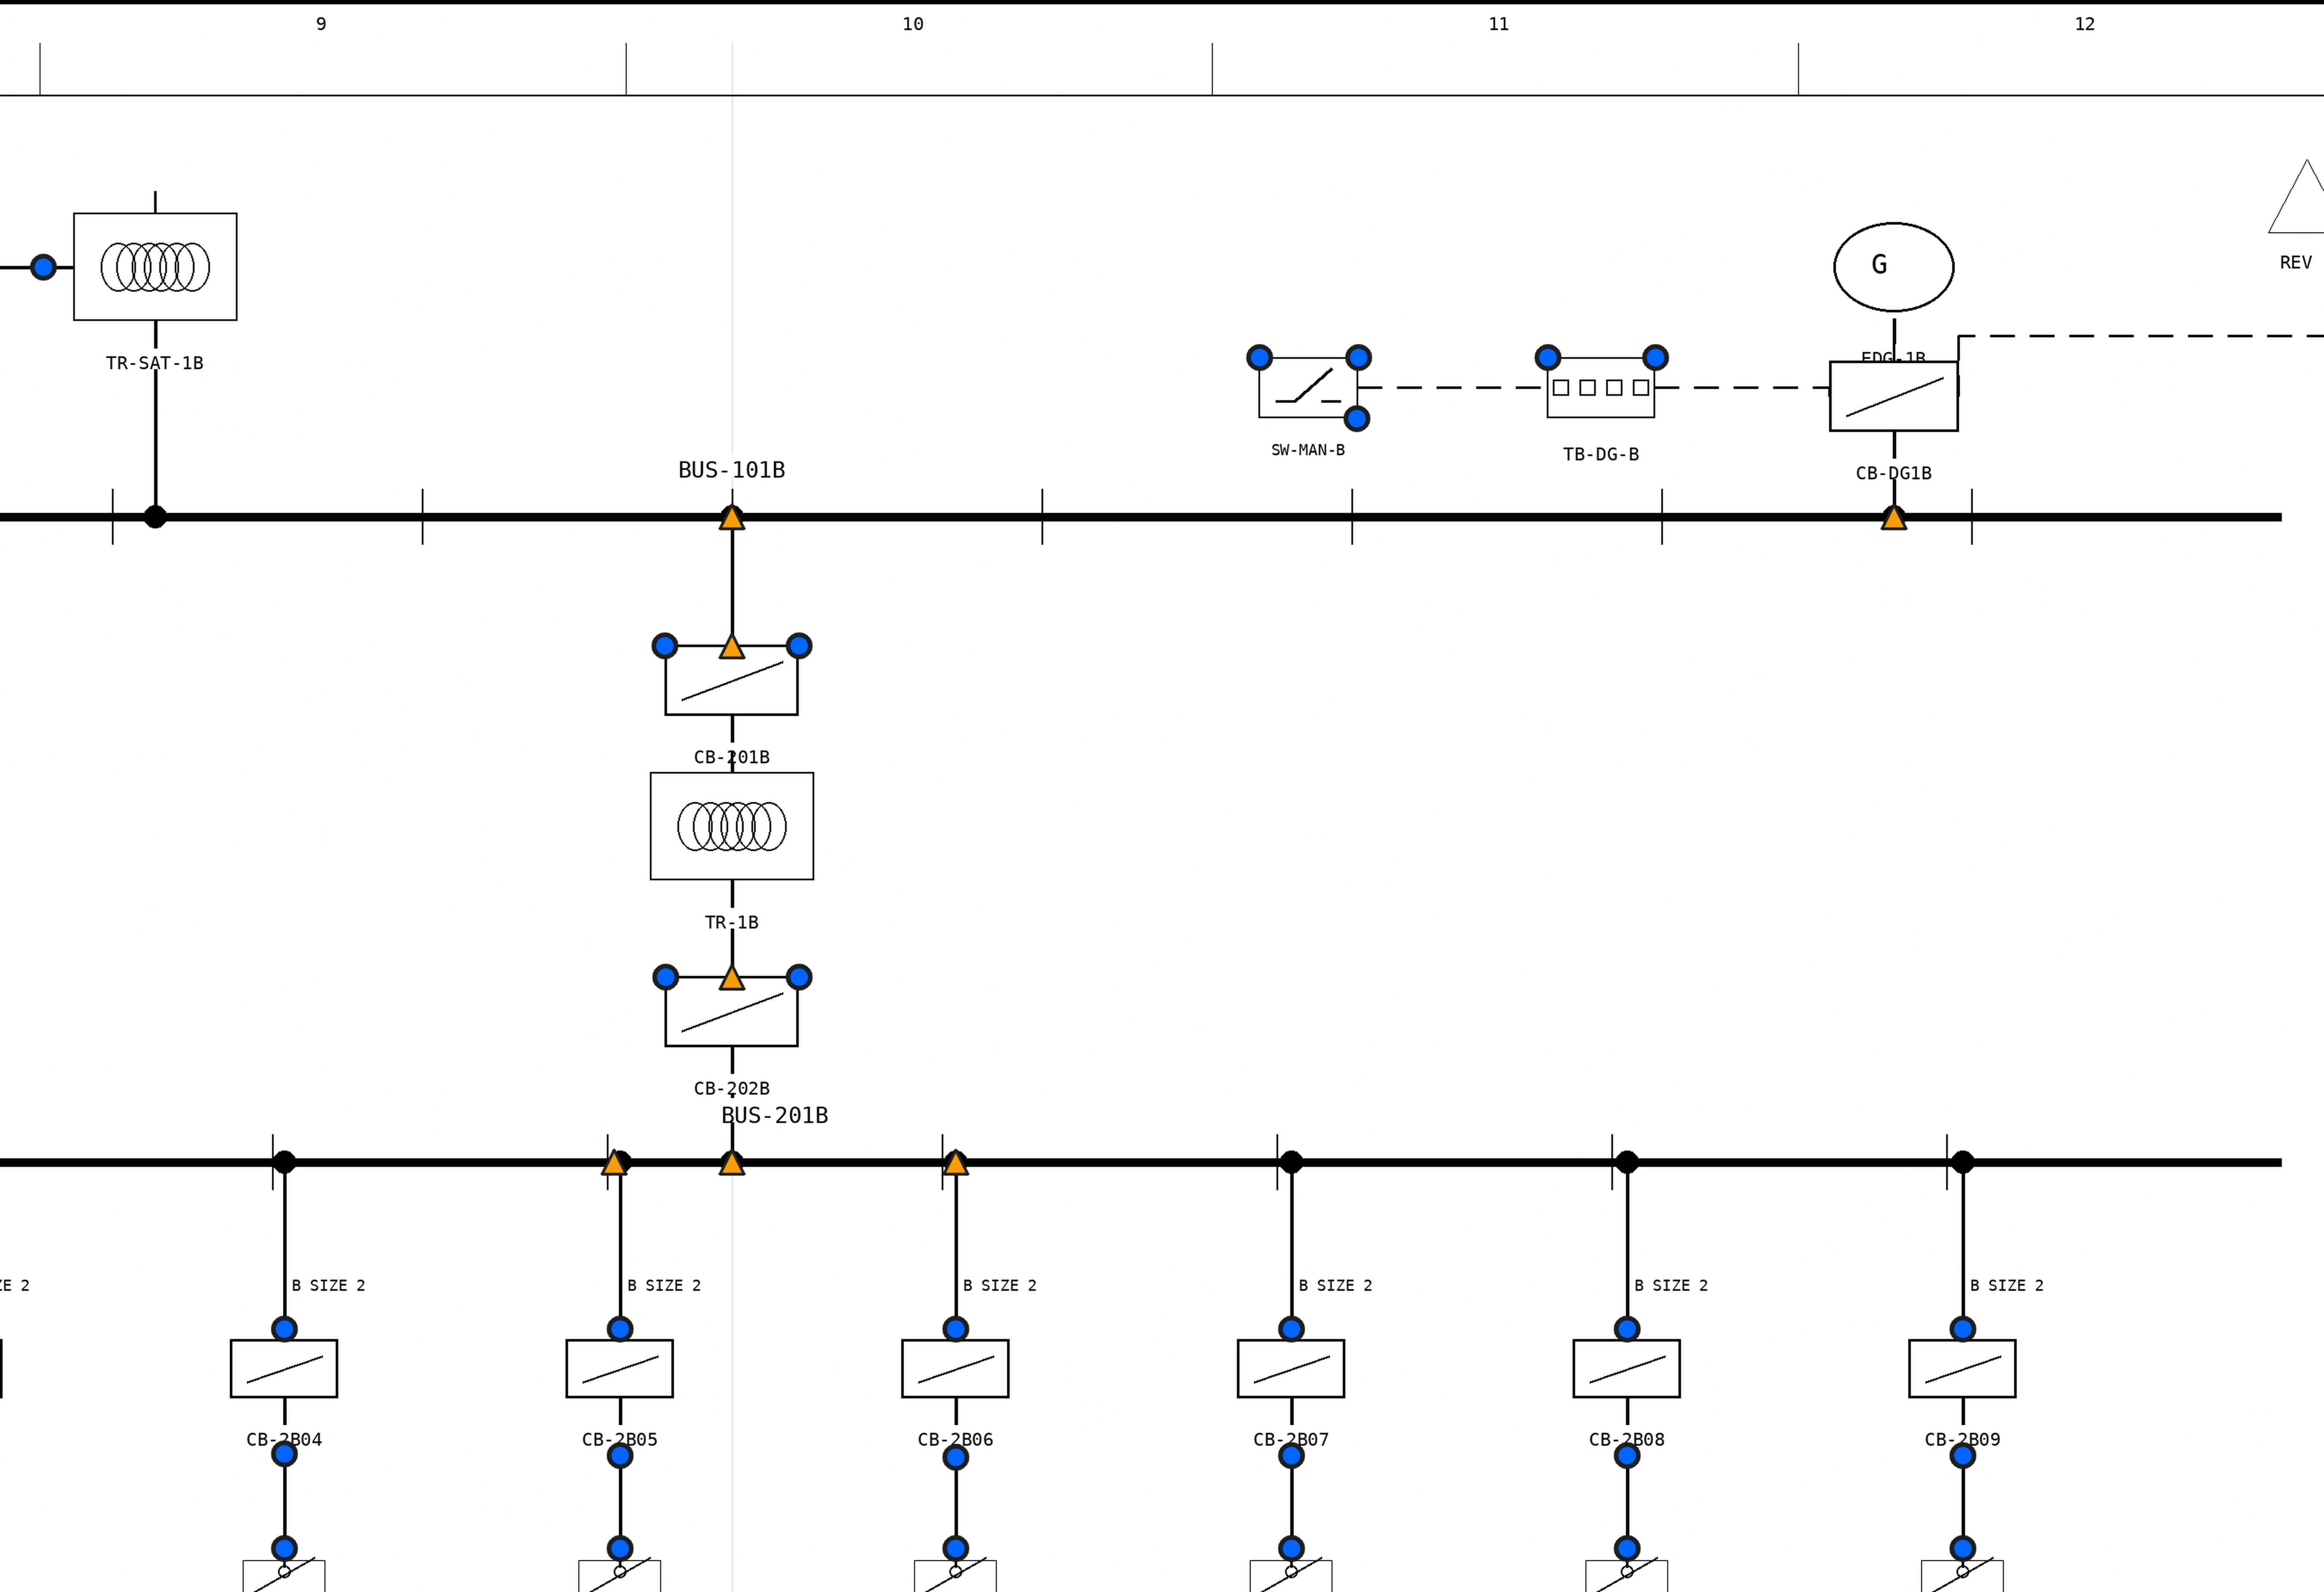 9
10
11
12
G
REV
EDG-1B
TR-SAT-1B
SW-MAN-B
TB-DG-B
BUS-101B
CB-DG1B
CB-201B
TR-1B
CB-202B
BUS-201B
B SIZE 2
B SIZE 2
B SIZE 2
B SIZE 2
B SIZE 2
B SIZE 2
CB-2B04
CB-2B05
CB-2B06
CB-2B07
CB-2B08
CB-2B09